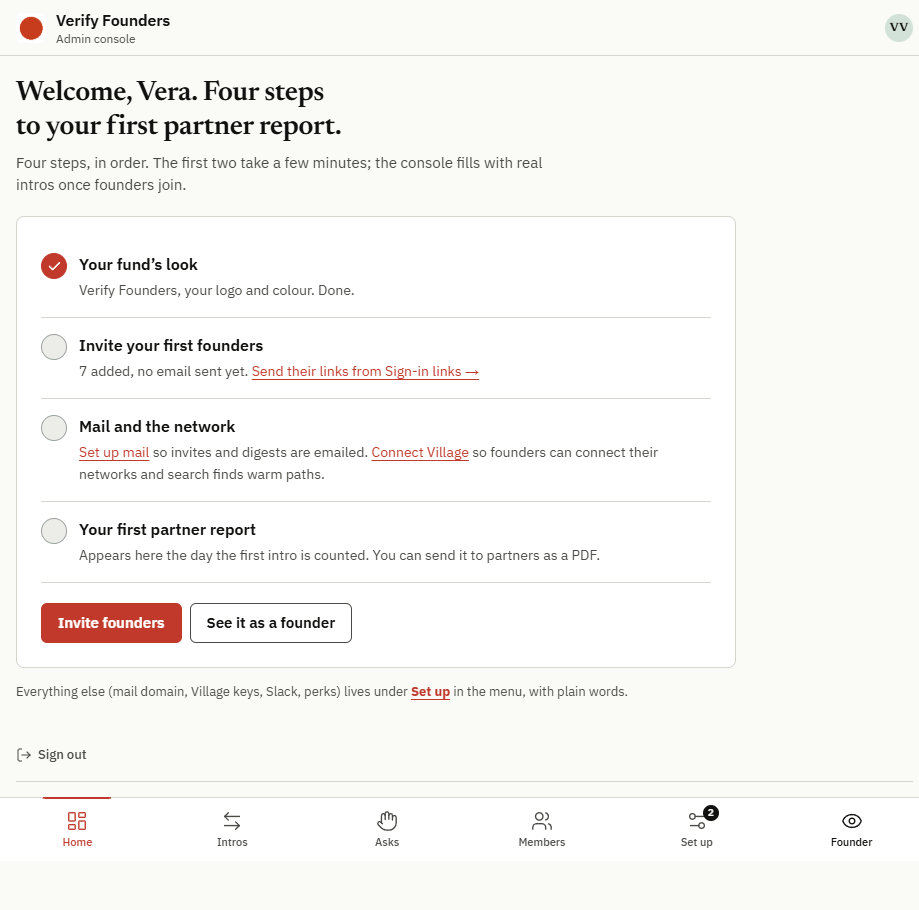 Verify Founders
Admin console
VV
Welcome, Vera. Four steps
to your first partner report.
Four steps, in order. The first two take a few minutes; the console fills with real
intros once founders join.
Your fund’s look
Verify Founders, your logo and colour. Done.
Invite your first founders
7 added, no email sent yet. Send their links from Sign-in links →
Mail and the network
Set up mail so invites and digests are emailed. Connect Village so founders can connect their
networks and search finds warm paths.
Your first partner report
Appears here the day the first intro is counted. You can send it to partners as a PDF.
Invite founders
See it as a founder
Everything else (mail domain, Village keys, Slack, perks) lives under Set up in the menu, with plain words.
Sign out
2
Home
Intros
Asks
Members
Set up
Founder